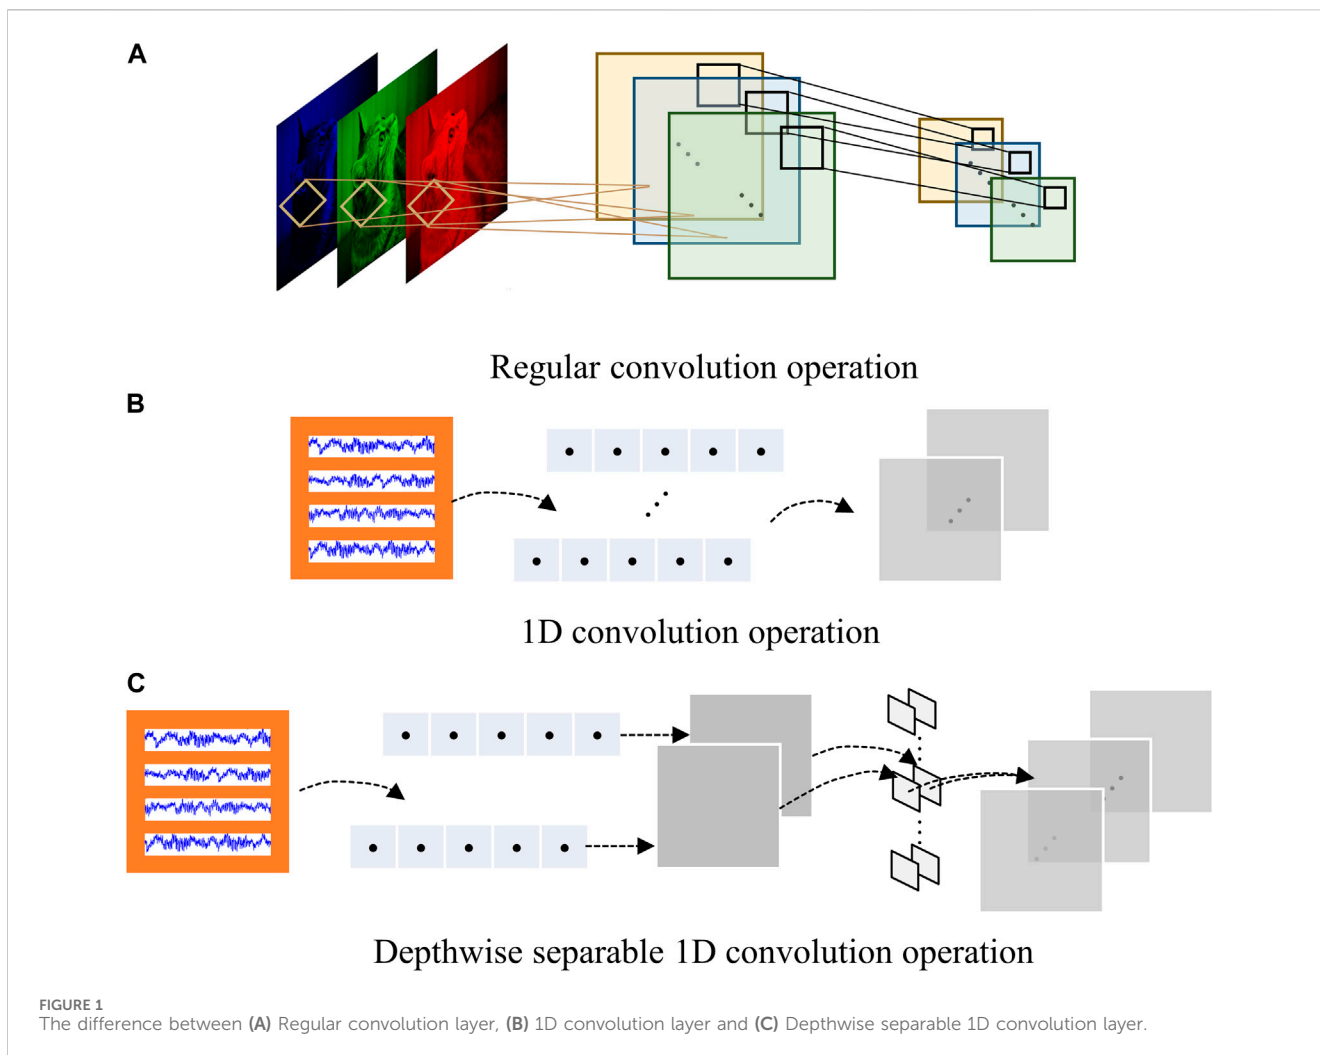 A
Regular convolution operation
B
1D convolution operation
C
Depthwise separable 1D convolution operation
FIGURE 1
The difference between (A) Regular convolution layer, (B) 1D convolution layer and (C) Depthwise separable 1D convolution layer.